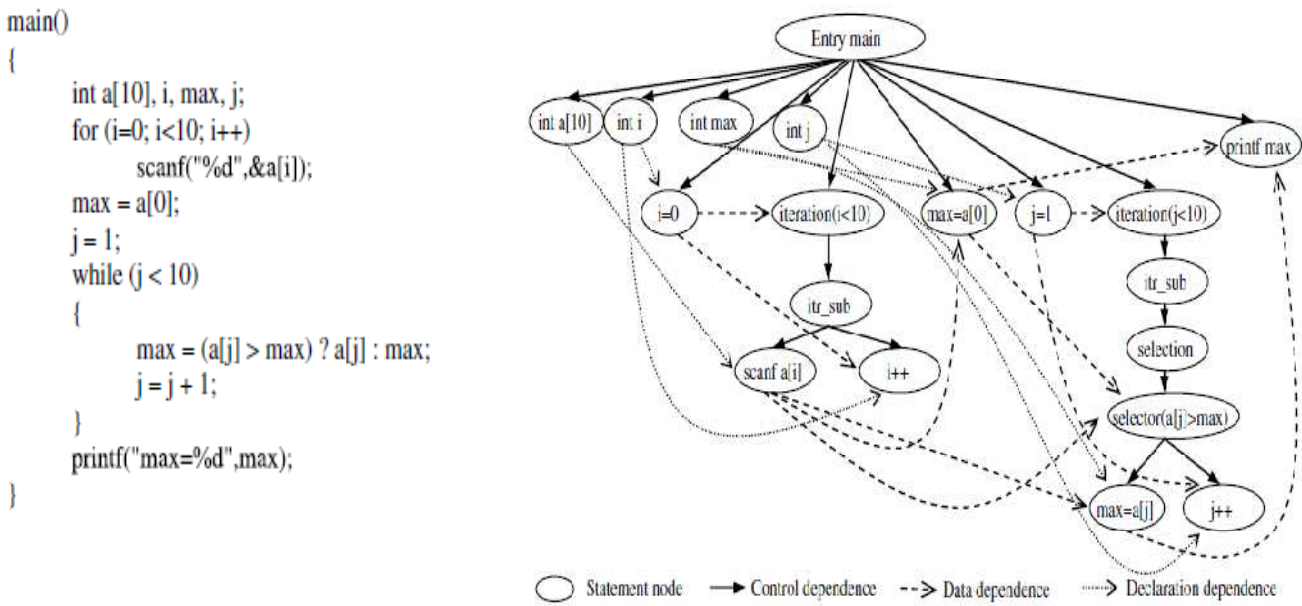 main()
{
int a[10], i, max, j;
for (i=0; i<10; i++)
scanf("%d",&a[i]);
max = a[0];
j = 1;
while (j < 10)
{
max = (a[j] > max) ? a[j] : max;
j = j + 1;
}
printf("max=%d",max);
}
Entry main
int a[10] int i int max int j printf max
i=0 iteration(i<10) max=a[0] j=1 iteration(j<10)
itr_sub itr_sub
selection
scanf a[i] i++
selector(a[j]>max)
max=a[j] j++
Statement node Control dependence Data dependence Declaration dependence